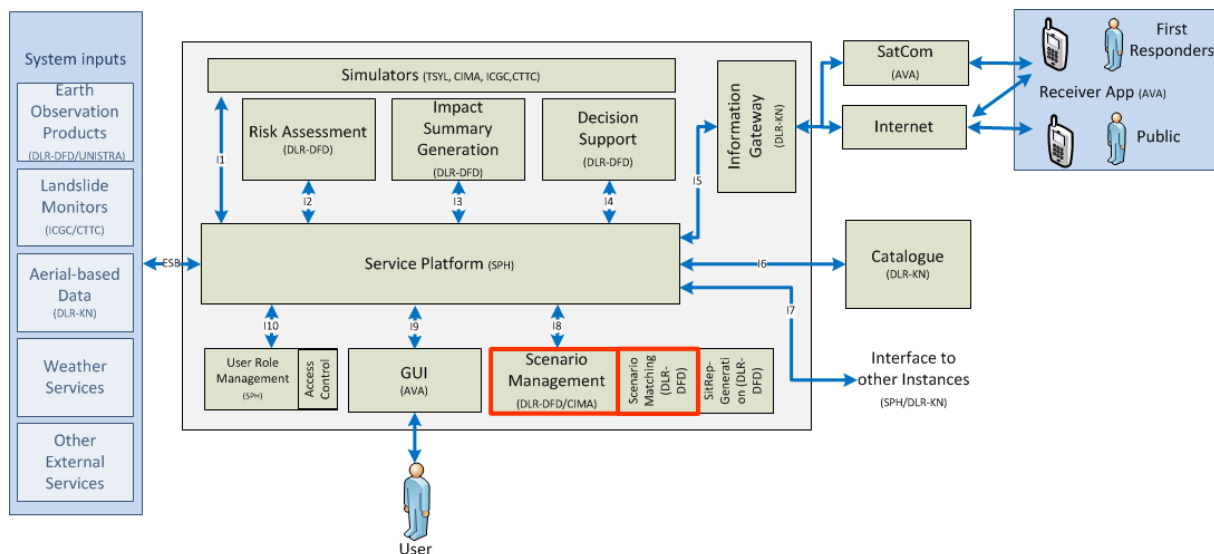 System inputs
Earth
Observation
Products
(DLR-DFD/UNISTRA)
Landslide
Monitors
(ICGC/CTTC)
Aerial-based
Data
(DLR-KN)
Weather
Services
Other
External
Services
ESB
Simulators (TSYL, CIMA, ICGC,CTTC)
I1
Risk Assessment
(DLR-DFD)
Impact
Summary
Generation
(DLR-DFD)
Decision
Support
(DLR-DFD)
I2
I3
I4
I5
Information
Gateway
(DLR-KN)
Service Platform (SPH)
I6
I7
I10
I9
I8
User Role
Management
(SPH)
Access
Control
GUI
(AVA)
Scenario
Management
(DLR-DFD/CIMA)
Scenario
Matching
(DLR-
DFD)
SitRep-
Generati
on (DLR-
DFD)
User
SatCom
(AVA)
Internet
First
Responders
Receiver App (AVA)
Public
Catalogue
(DLR-KN)
Interface to
other Instances
(SPH/DLR-KN)